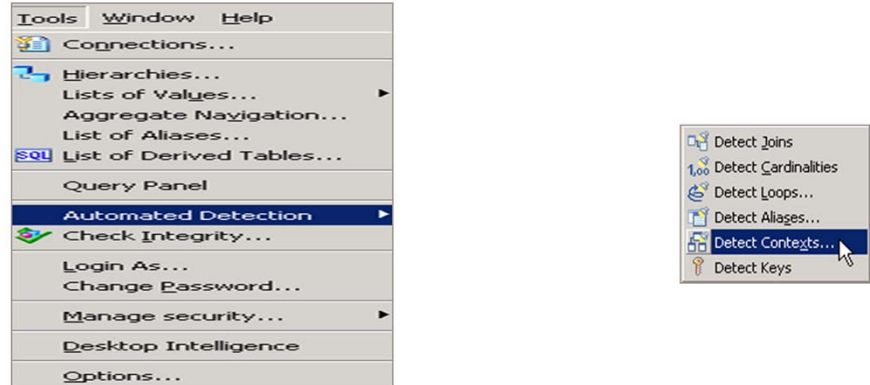 Tools Window Help
Connections...
Hierarchies...
Lists of Values...
Aggregate Navigation...
List of Aliases...
SQL List of Derived Tables...
Query Panel
Automated Detection
Check Integrity...
Login As...
Change Password...
Manage security...
Desktop Intelligence
Options...
Detect Joins
1,∞ Detect Cardinalities
Detect Loops...
Detect Aliases...
Detect Contexts...
Detect Keys